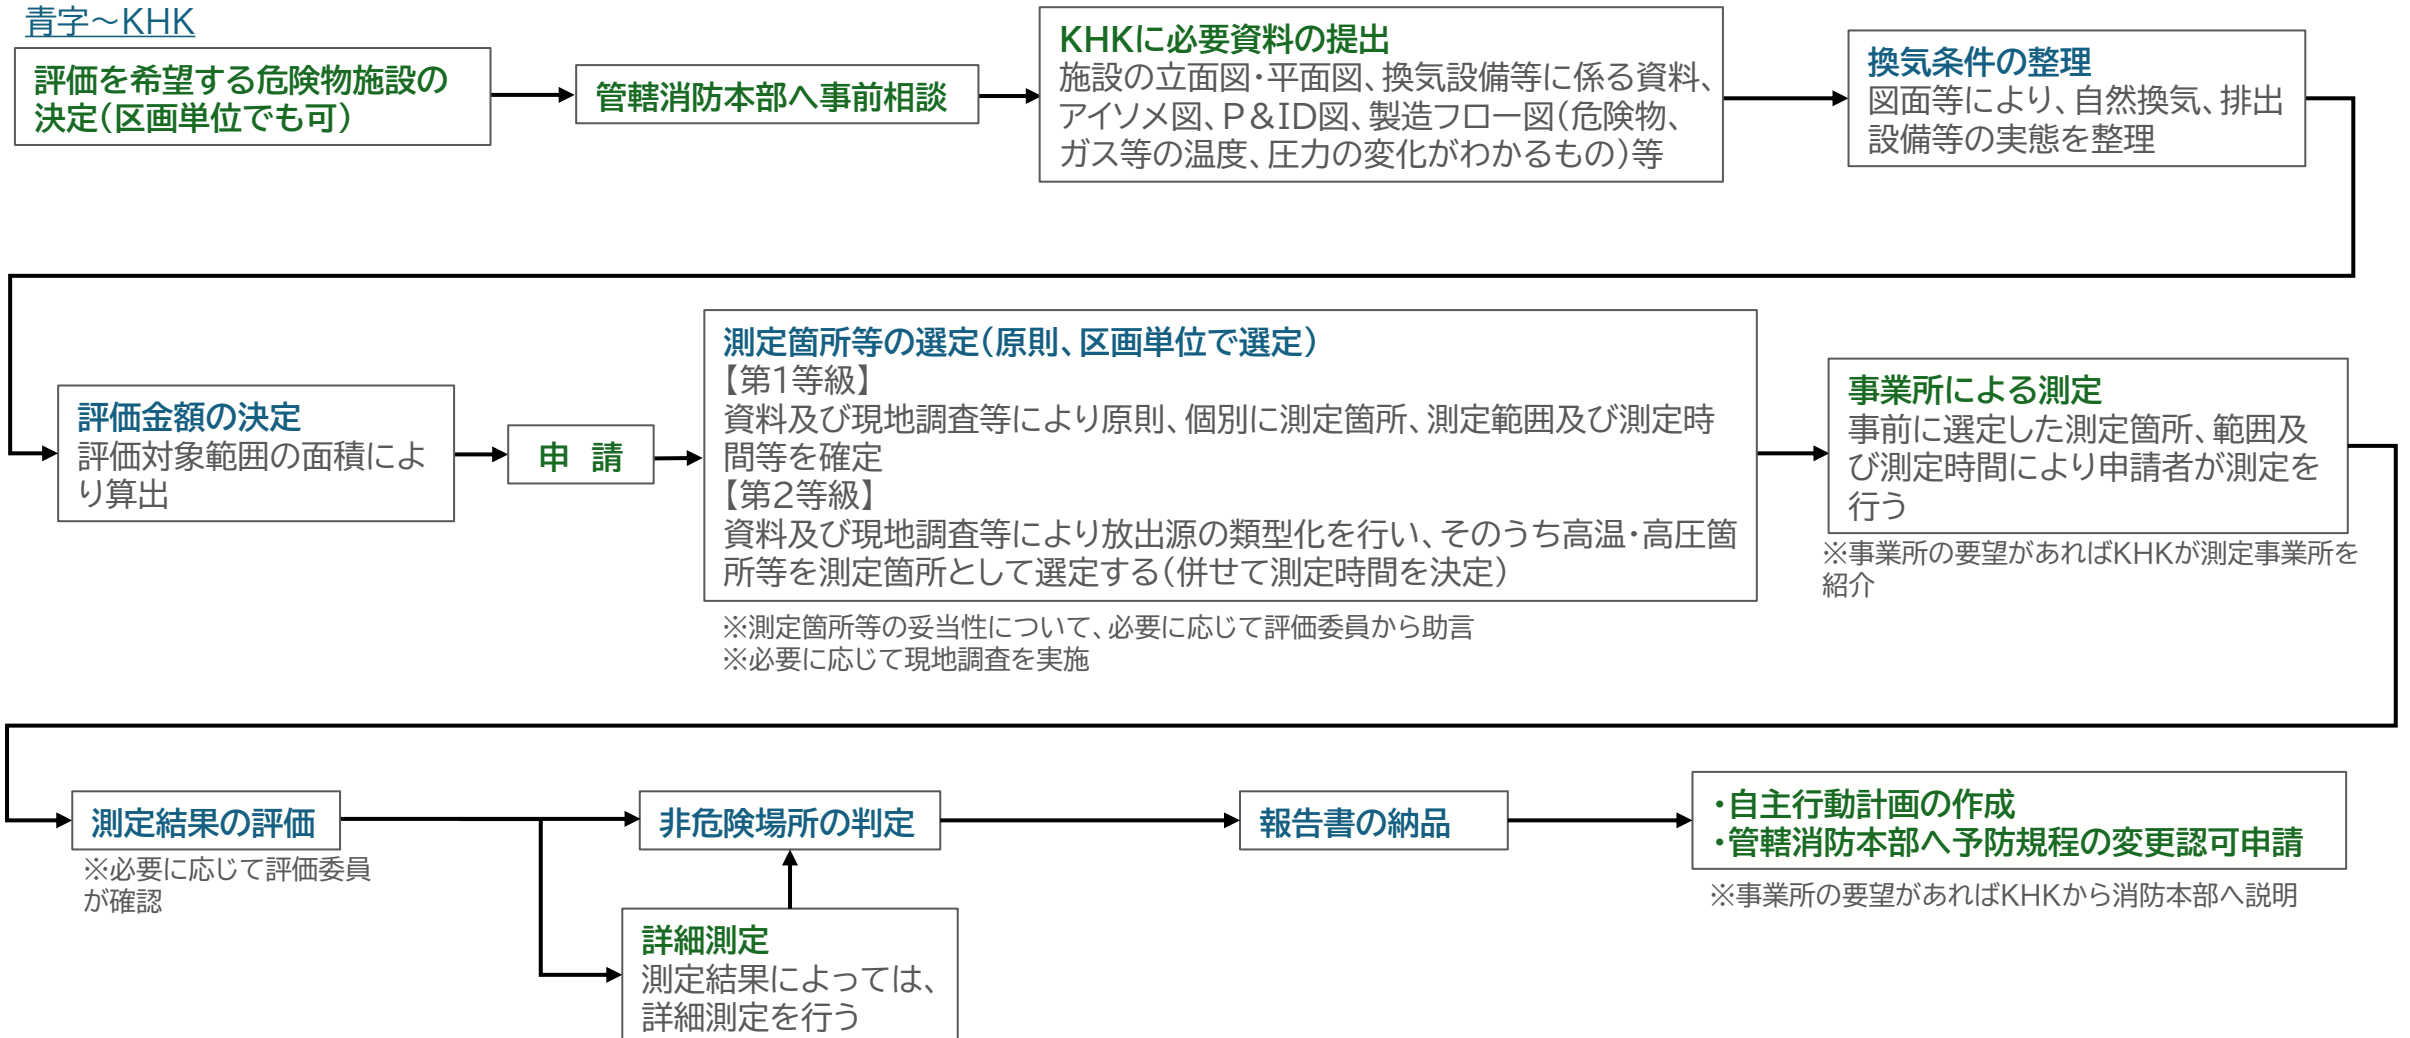 青字～KHK
評価を希望する危険物施設の
決定（区画単位でも可）
管轄消防本部へ事前相談
KHKに必要資料の提出
施設の立面図・平面図、換気設備等に係る資料、
アイソメ図、P＆ID図、製造フロー図（危険物、
ガス等の温度、圧力の変化がわかるもの）等
換気条件の整理
図面等により、自然換気、排出
設備等の実態を整理
評価金額の決定
評価対象範囲の面積によ
り算出
申　請
測定箇所等の選定（原則、区画単位で選定）
【第1等級】
資料及び現地調査等により原則、個別に測定箇所、測定範囲及び測定時
間等を確定
【第2等級】
資料及び現地調査等により放出源の類型化を行い、そのうち高温・高圧箇
所等を測定箇所として選定する（併せて測定時間を決定）
※測定箇所等の妥当性について、必要に応じて評価委員から助言
※必要に応じて現地調査を実施
事業所による測定
事前に選定した測定箇所、範囲及
び測定時間により申請者が測定を
行う
※事業所の要望があればKHKが測定事業所を
紹介
測定結果の評価
※必要に応じて評価委員
が確認
非危険場所の判定
詳細測定
測定結果によっては、
詳細測定を行う
報告書の納品
・自主行動計画の作成
・管轄消防本部へ予防規程の変更認可申請
※事業所の要望があればKHKから消防本部へ説明